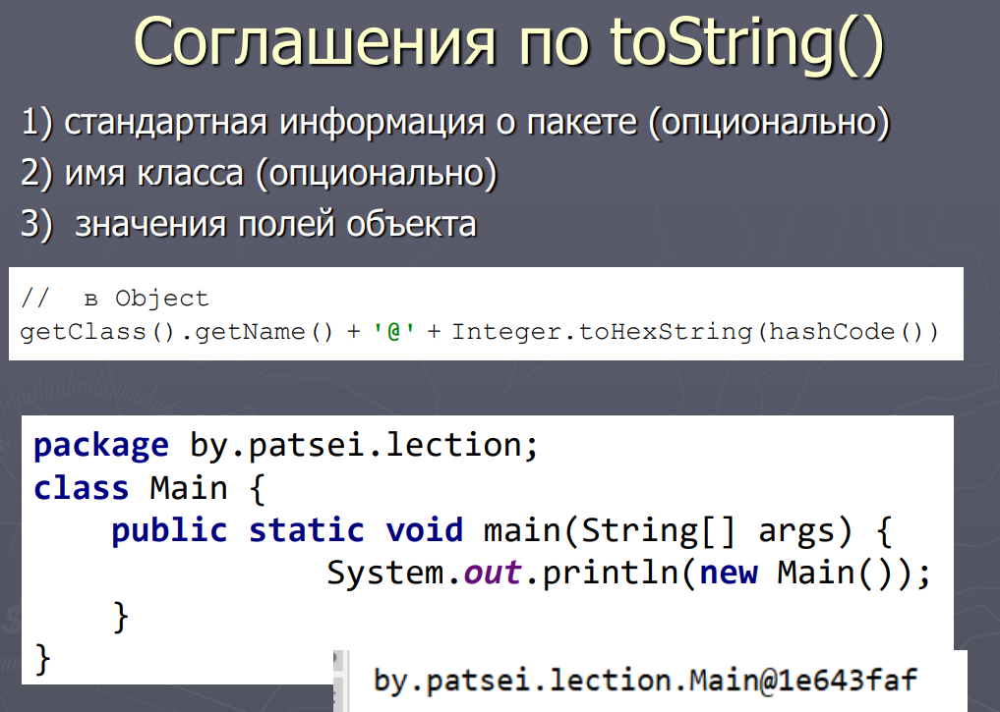 Соглашения по toString()
1) стандартная информация о пакете (опционально)
2) имя класса (опционально)
3) значения полей объекта
// в Object
getClass().getName() + '@' + Integer.toHexString(hashCode())
package by.patsei.lection;
class Main {
    public static void main(String[] args) {
        System.out.println(new Main());
    }
}
by.patsei.lection.Main@1e643faf